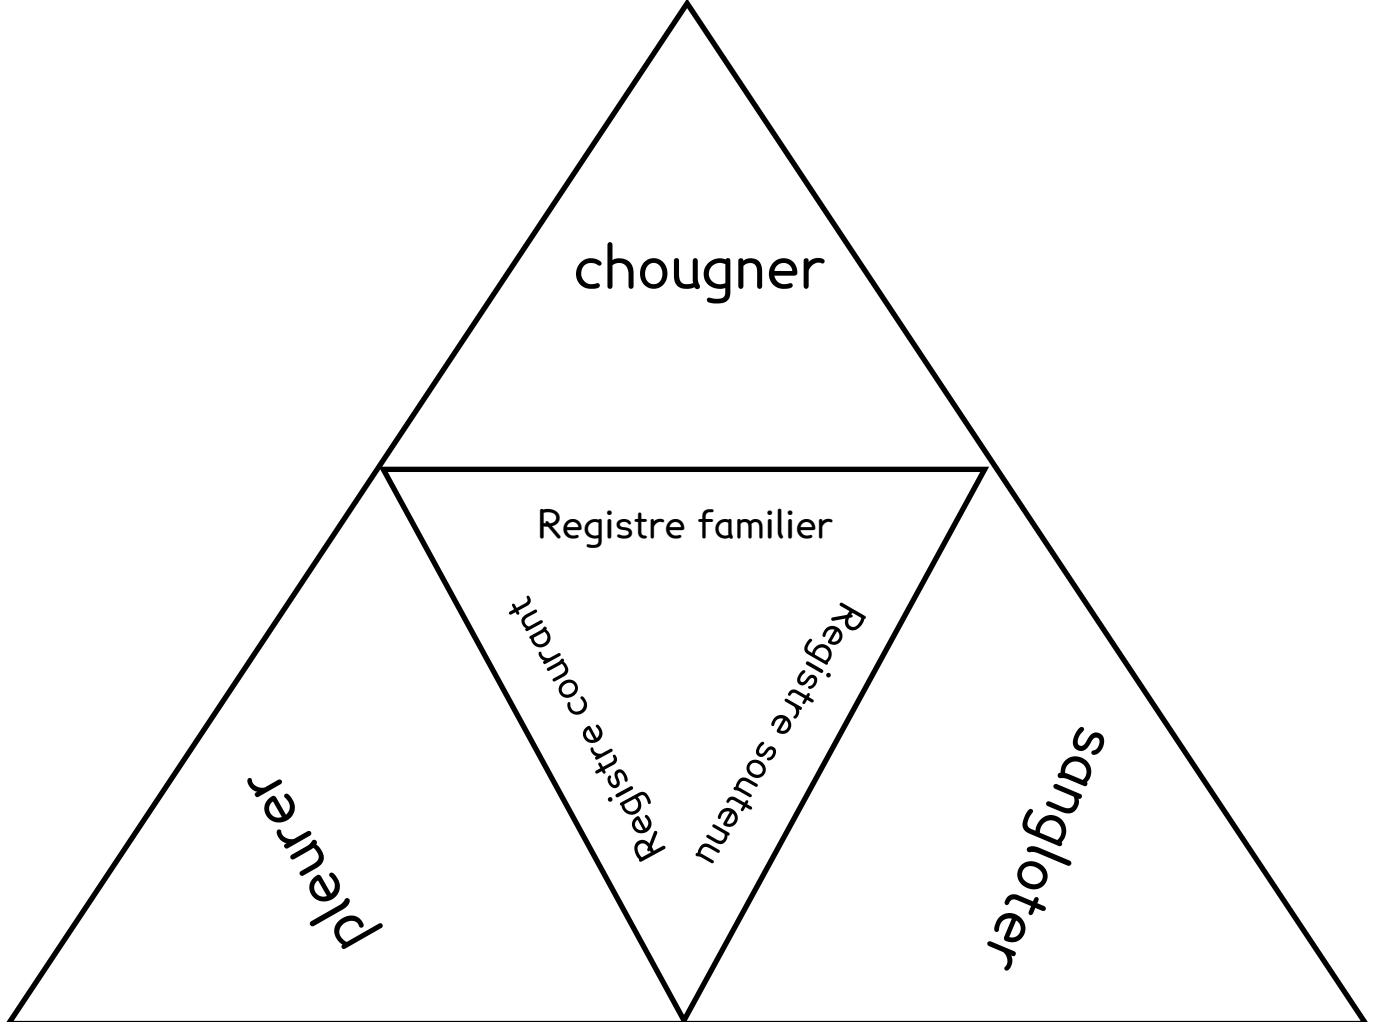 chougner
Registre familier
Registre courant
Registre soutenu
pleurer
sangloter